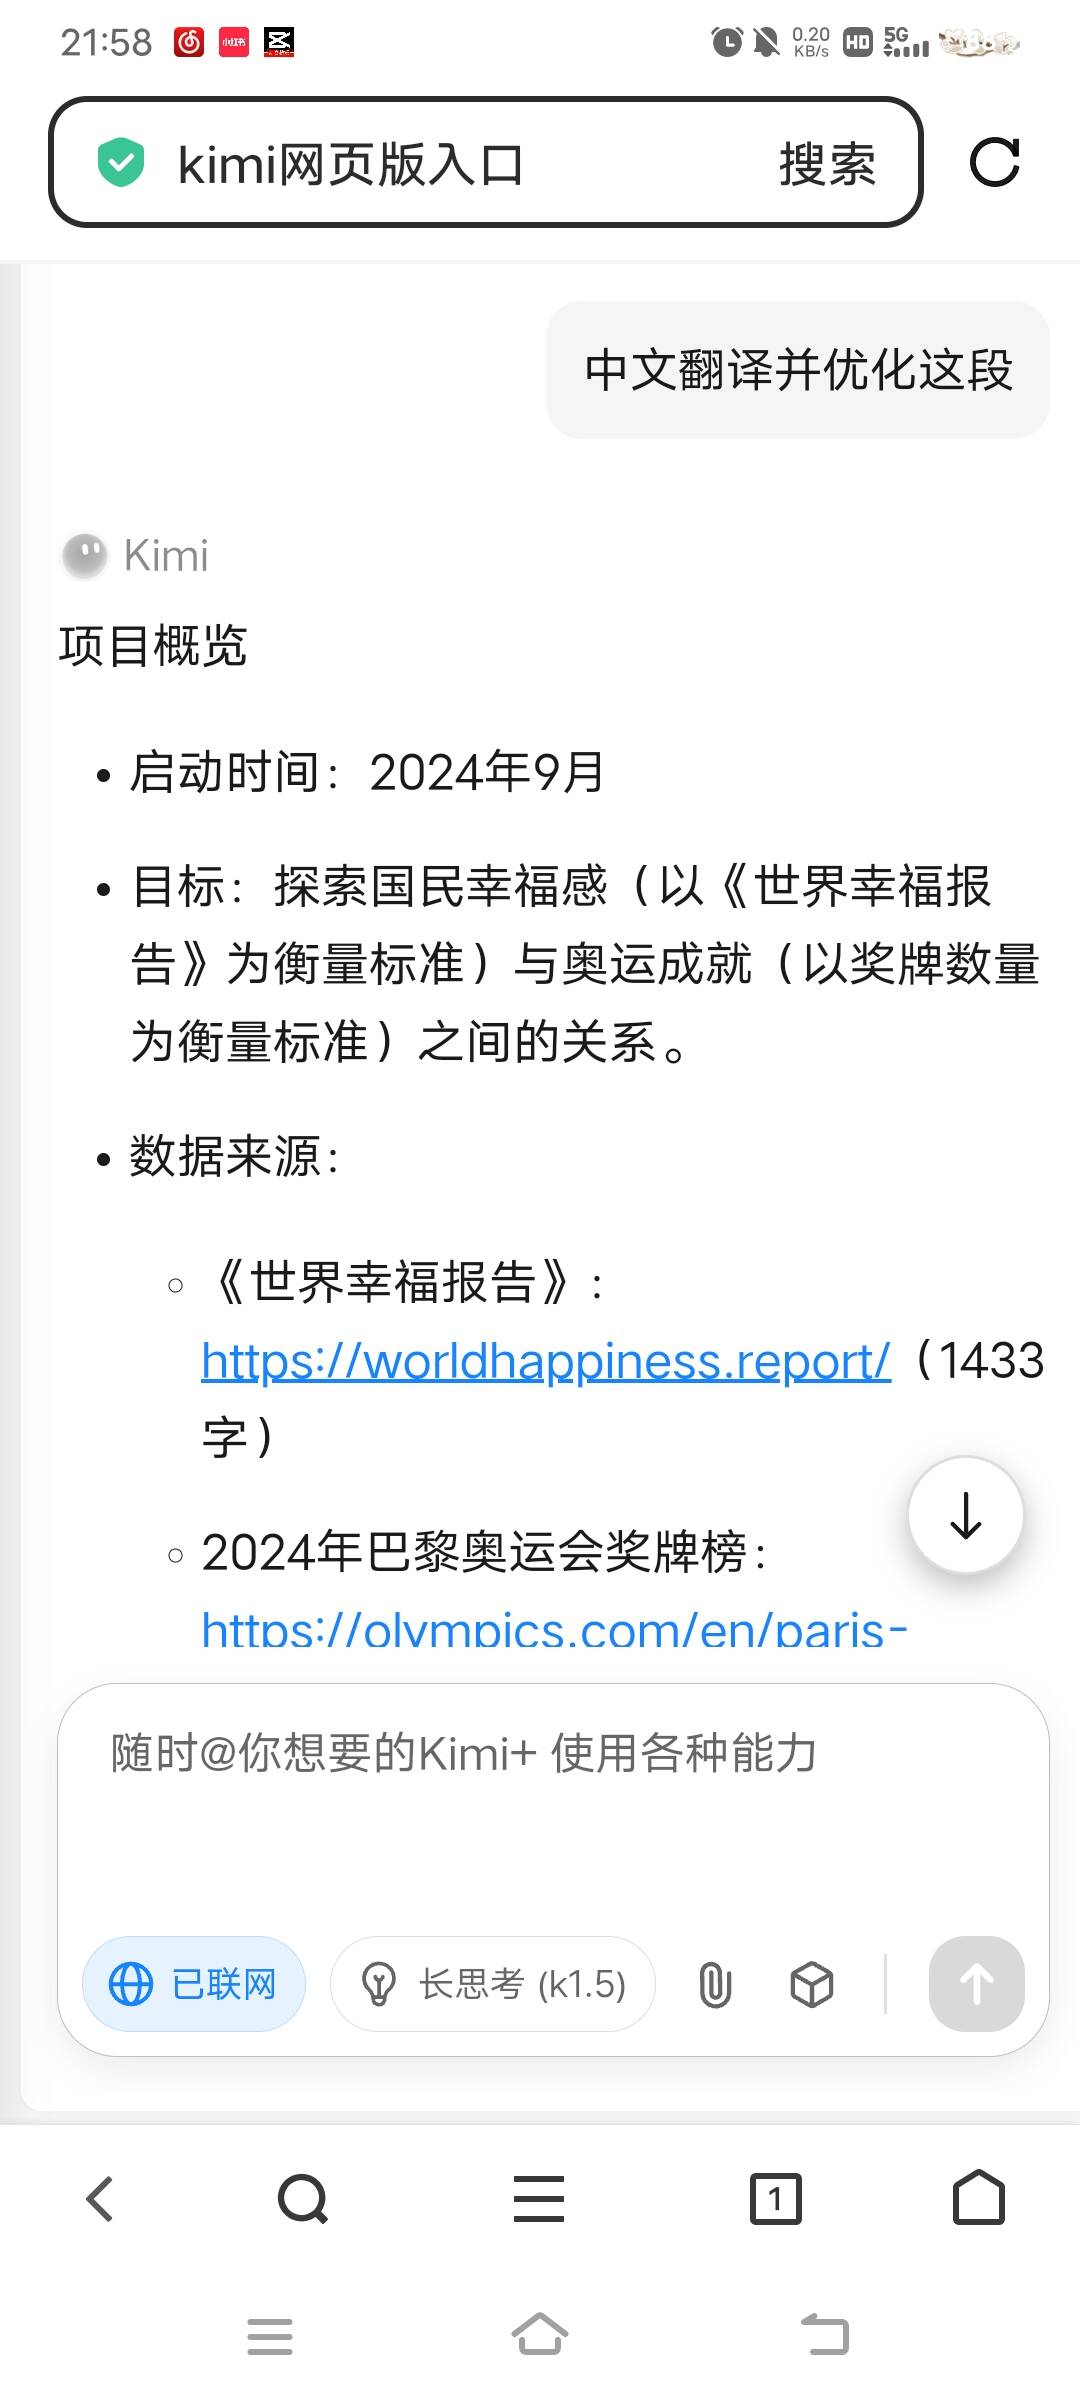 21:58
小红书
0.20
KB/s
HD
5G
kimi网页版入口
搜索
中文翻译并优化这段
Kimi
项目概览
启动时间：2024年9月
目标：探索国民幸福感（以《世界幸福报
告》为衡量标准）与奥运成就（以奖牌数量
为衡量标准）之间的关系。
数据来源：
《世界幸福报告》：
https://worldhappiness.report/（1433
字）
2024年巴黎奥运会奖牌榜：
https://olympics.com/en/paris-
随时@你想要的Kimi+ 使用各种能力
已联网
长思考 (k1.5)
1